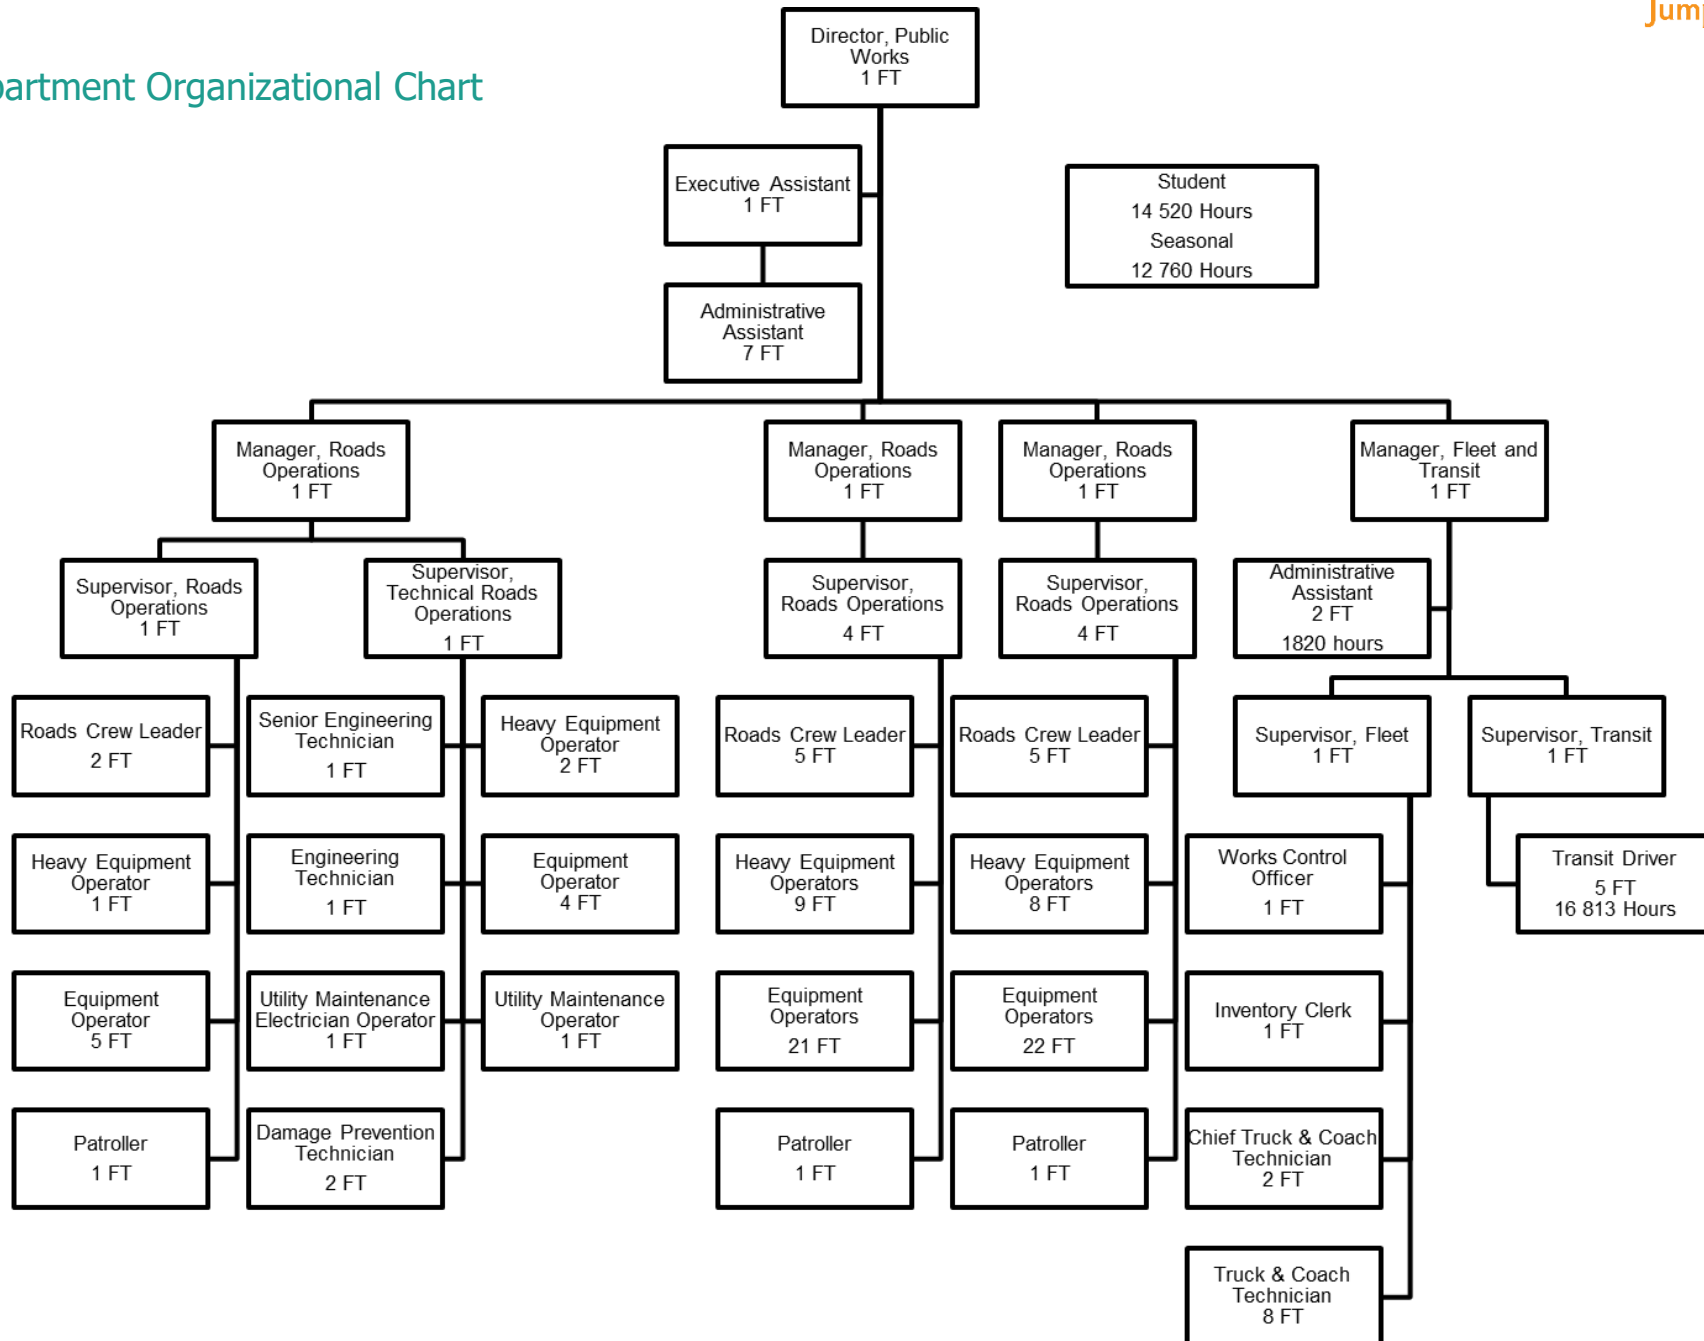 Jump
partment Organizational Chart
Director, Public
Works
1 FT
Executive Assistant
1 FT
Student
14 520 Hours
Seasonal
12 760 Hours
Administrative
Assistant
7 FT
Manager, Roads
Operations
1 FT
Manager, Roads
Operations
1 FT
Manager, Roads
Operations
1 FT
Manager, Fleet and
Transit
1 FT
Supervisor, Roads
Operations
1 FT
Supervisor,
Technical Roads
Operations
1 FT
Supervisor,
Roads Operations
4 FT
Supervisor,
Roads Operations
4 FT
Administrative
Assistant
2 FT
1820 hours
Roads Crew Leader
2 FT
Senior Engineering
Technician
1 FT
Heavy Equipment
Operator
2 FT
Roads Crew Leader
5 FT
Roads Crew Leader
5 FT
Supervisor, Fleet
1 FT
Supervisor, Transit
1 FT
Heavy Equipment
Operator
1 FT
Engineering
Technician
1 FT
Equipment
Operator
4 FT
Heavy Equipment
Operators
9 FT
Heavy Equipment
Operators
8 FT
Works Control
Officer
1 FT
Transit Driver
5 FT
16 813 Hours
Equipment
Operator
5 FT
Utility Maintenance
Electrician Operator
1 FT
Utility Maintenance
Operator
1 FT
Equipment
Operators
21 FT
Equipment
Operators
22 FT
Inventory Clerk
1 FT
Patroller
1 FT
Damage Prevention
Technician
2 FT
Patroller
1 FT
Patroller
1 FT
Chief Truck & Coach
Technician
2 FT
Truck & Coach
Technician
8 FT